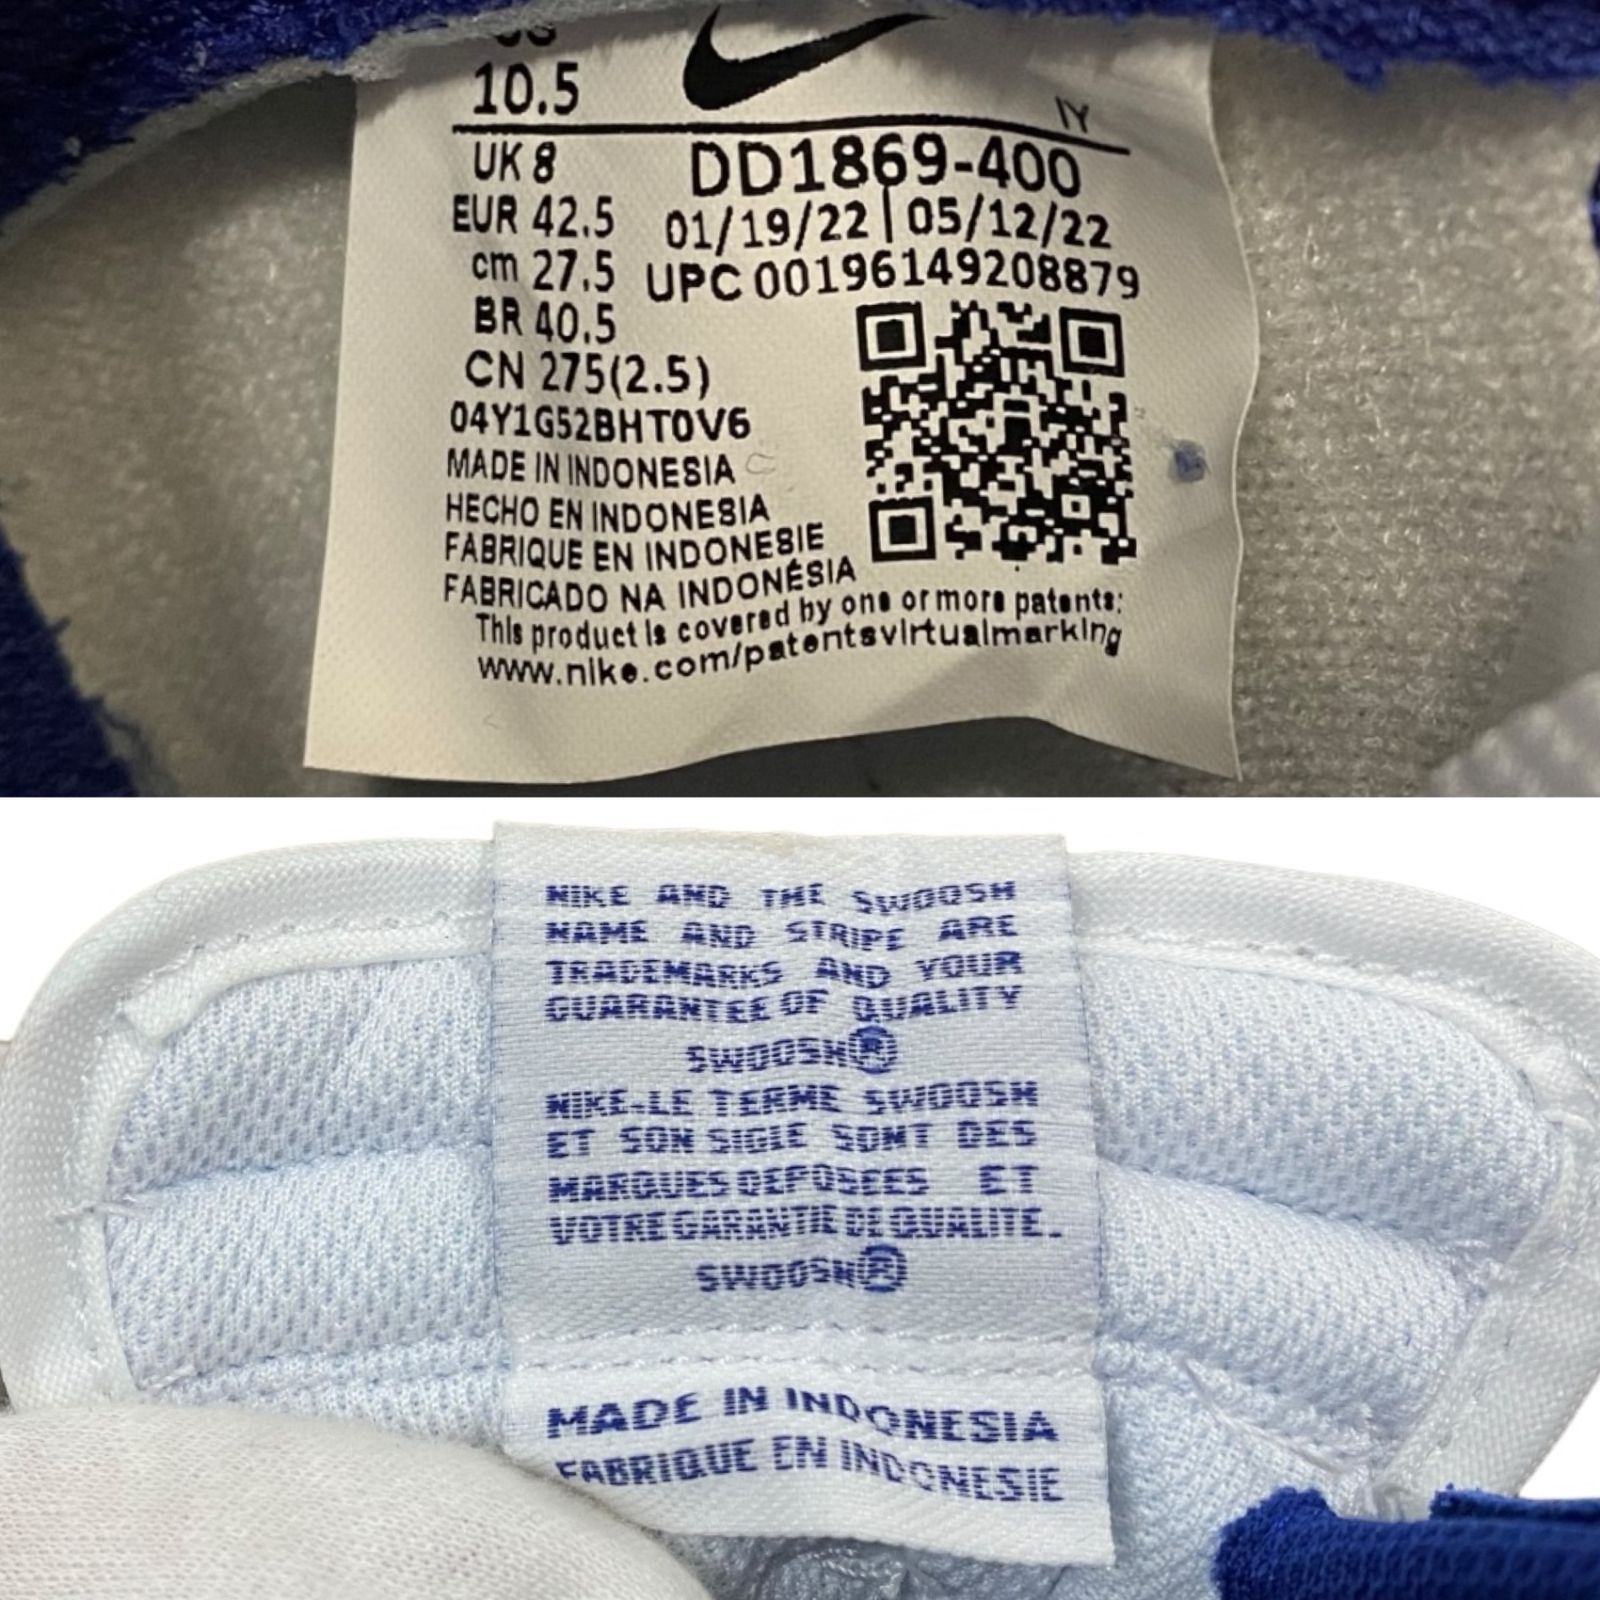 US
10.5
IY
UK 8
DD1869-400
EUR 42.5
01/19/22 | 05/12/22
cm 27.5
UPC 00196149208879
BR 40.5
CN 275(2.5)
04Y1G52BHT0V6
MADE IN INDONESIA
HECHO EN INDONESIA
FABRIQUE EN INDONESIE
FABRICADO NA INDONÉSIA
This product is covered by one or more patents:
www.nike.com/patentsvirtualmarking
NIKE AND THE SWOOSH
NAME AND STRIPE ARE
TRADEMARKS AND YOUR
GUARANTEE OF QUALITY
SWOOSH®
NIKE-LE TERME SWOOSH
ET SON SIGLE SONT DES
MARQUES DEPOSEES ET
VOTRE GARANTIE DE QUALITE.
SWOOSH®
MADE IN INDONESIA
FABRIQUE EN INDONESIE